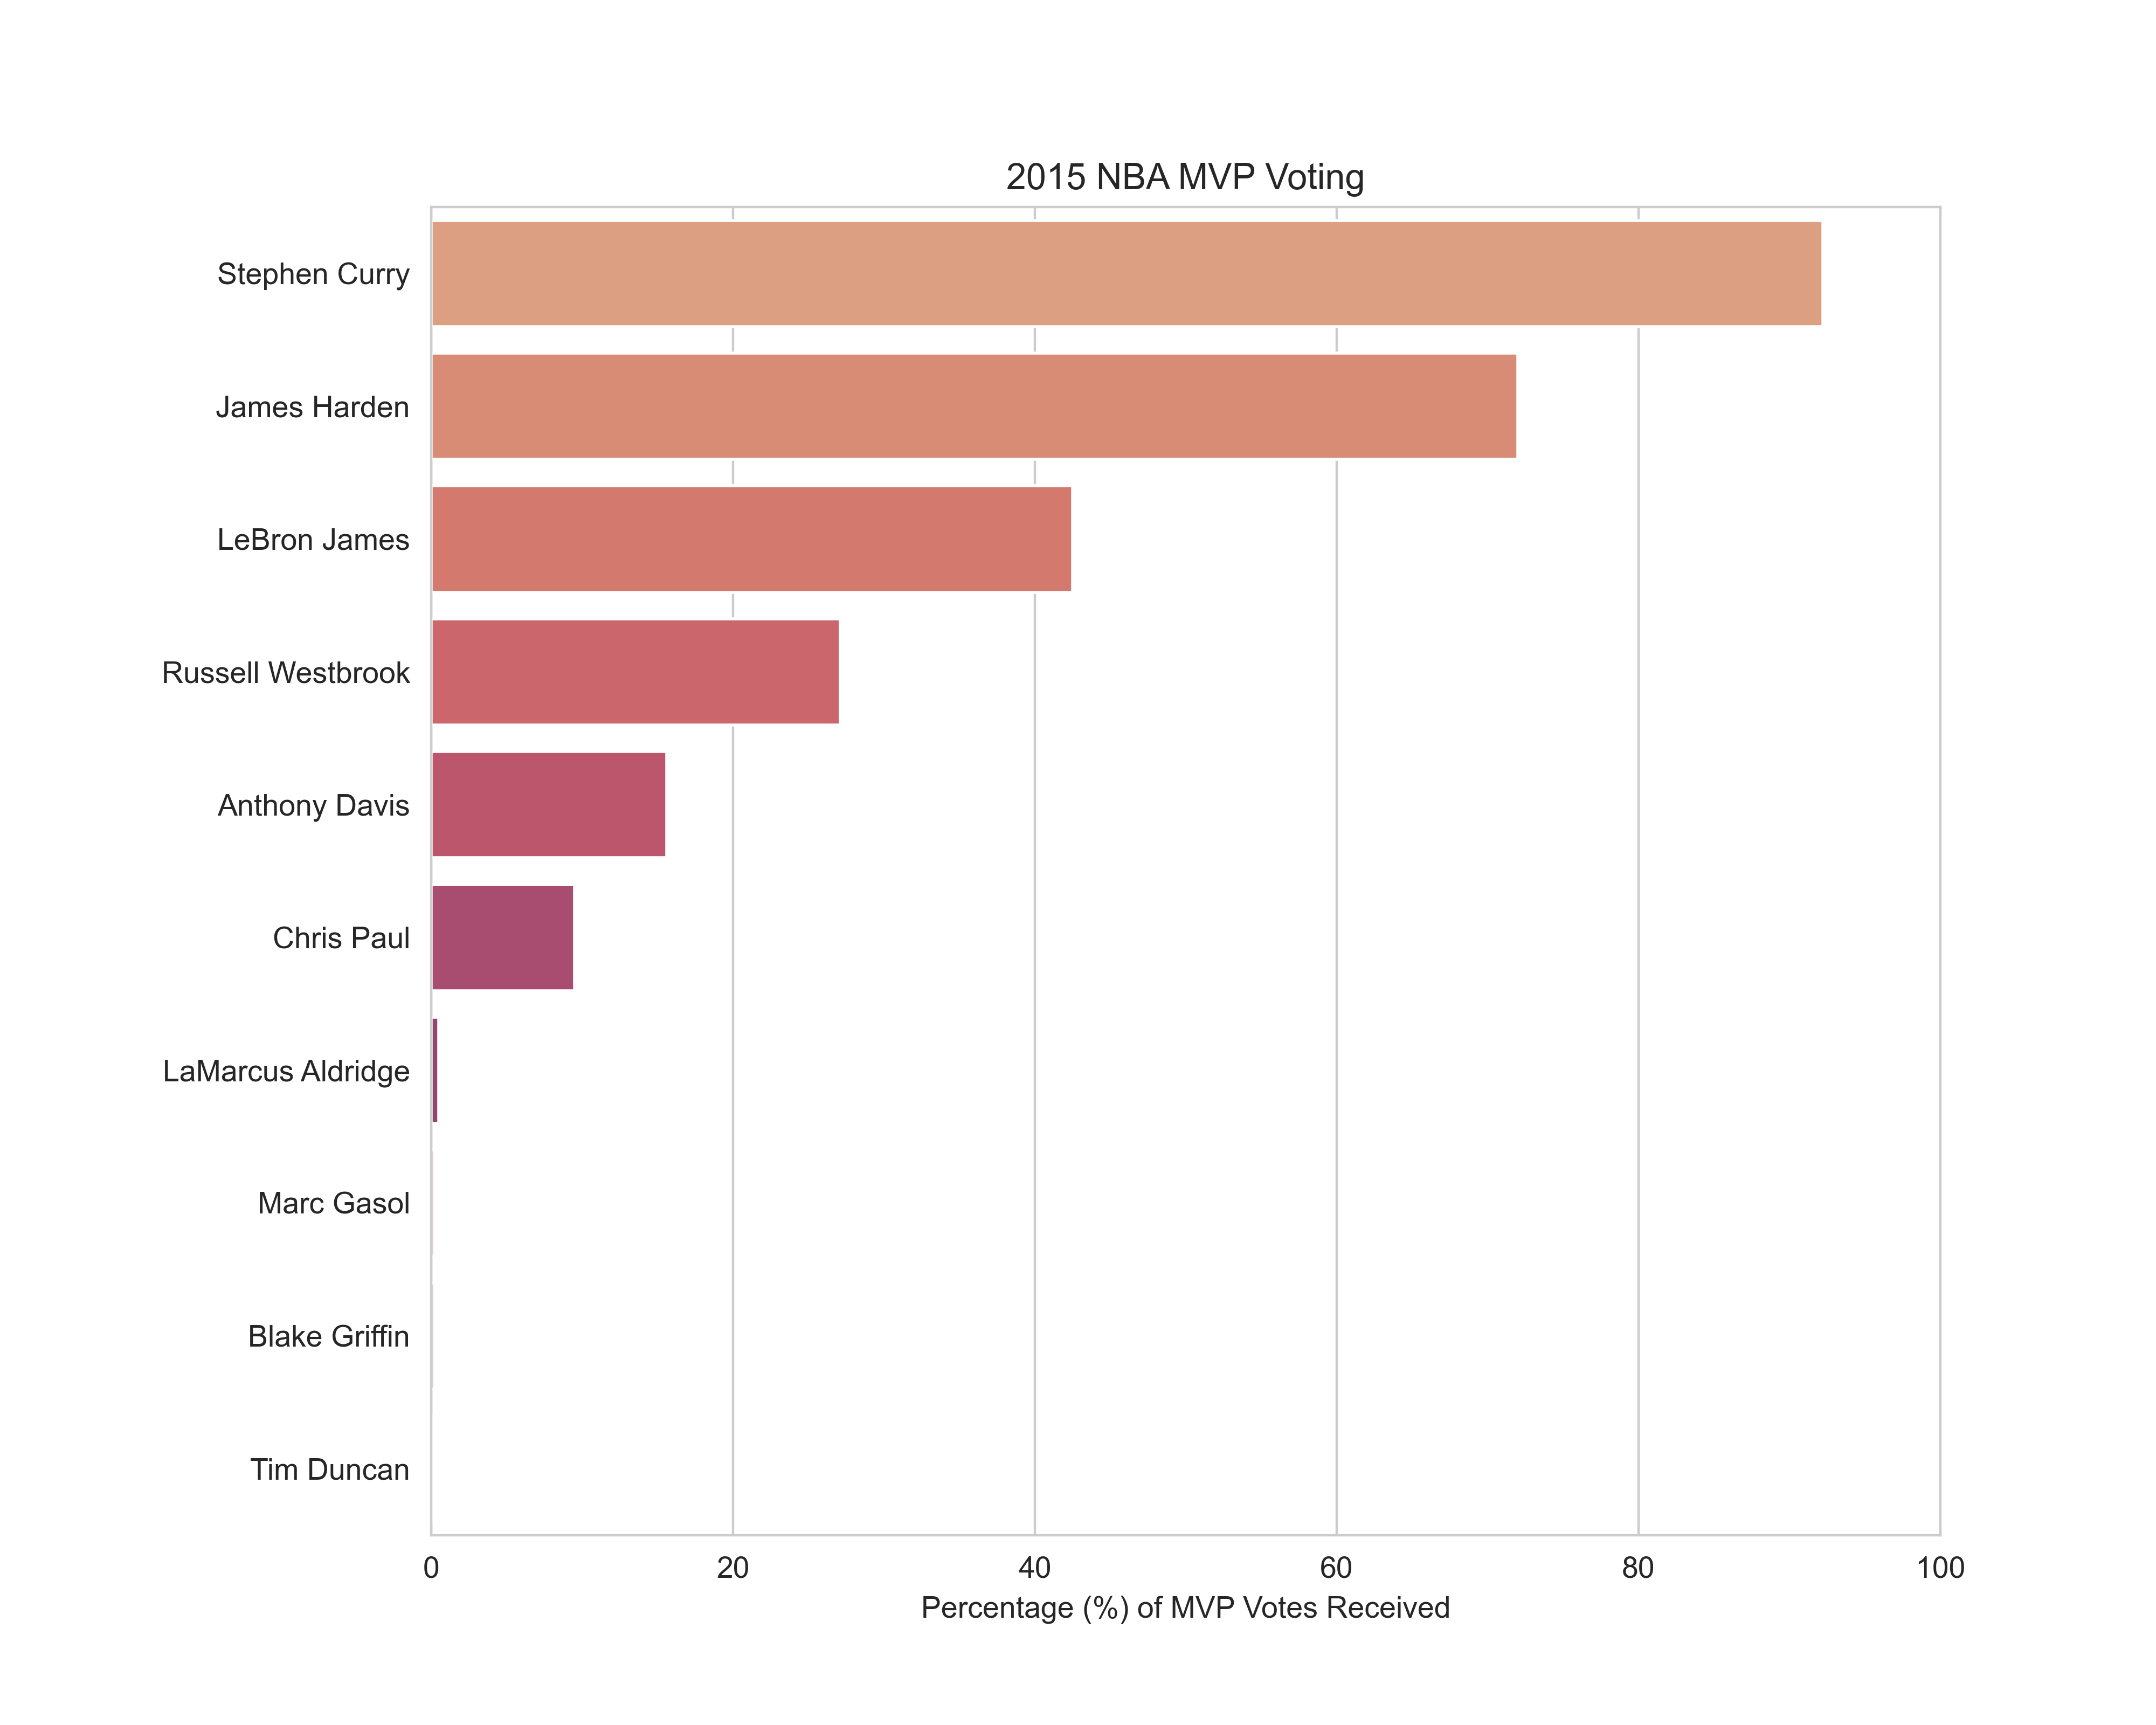 2015 NBA MVP Voting
Stephen Curry
James Harden
LeBron James
Russell Westbrook
Anthony Davis
Chris Paul
LaMarcus Aldridge
Marc Gasol
Blake Griffin
Tim Duncan
0 20 40 60 80 100
Percentage (%) of MVP Votes Received